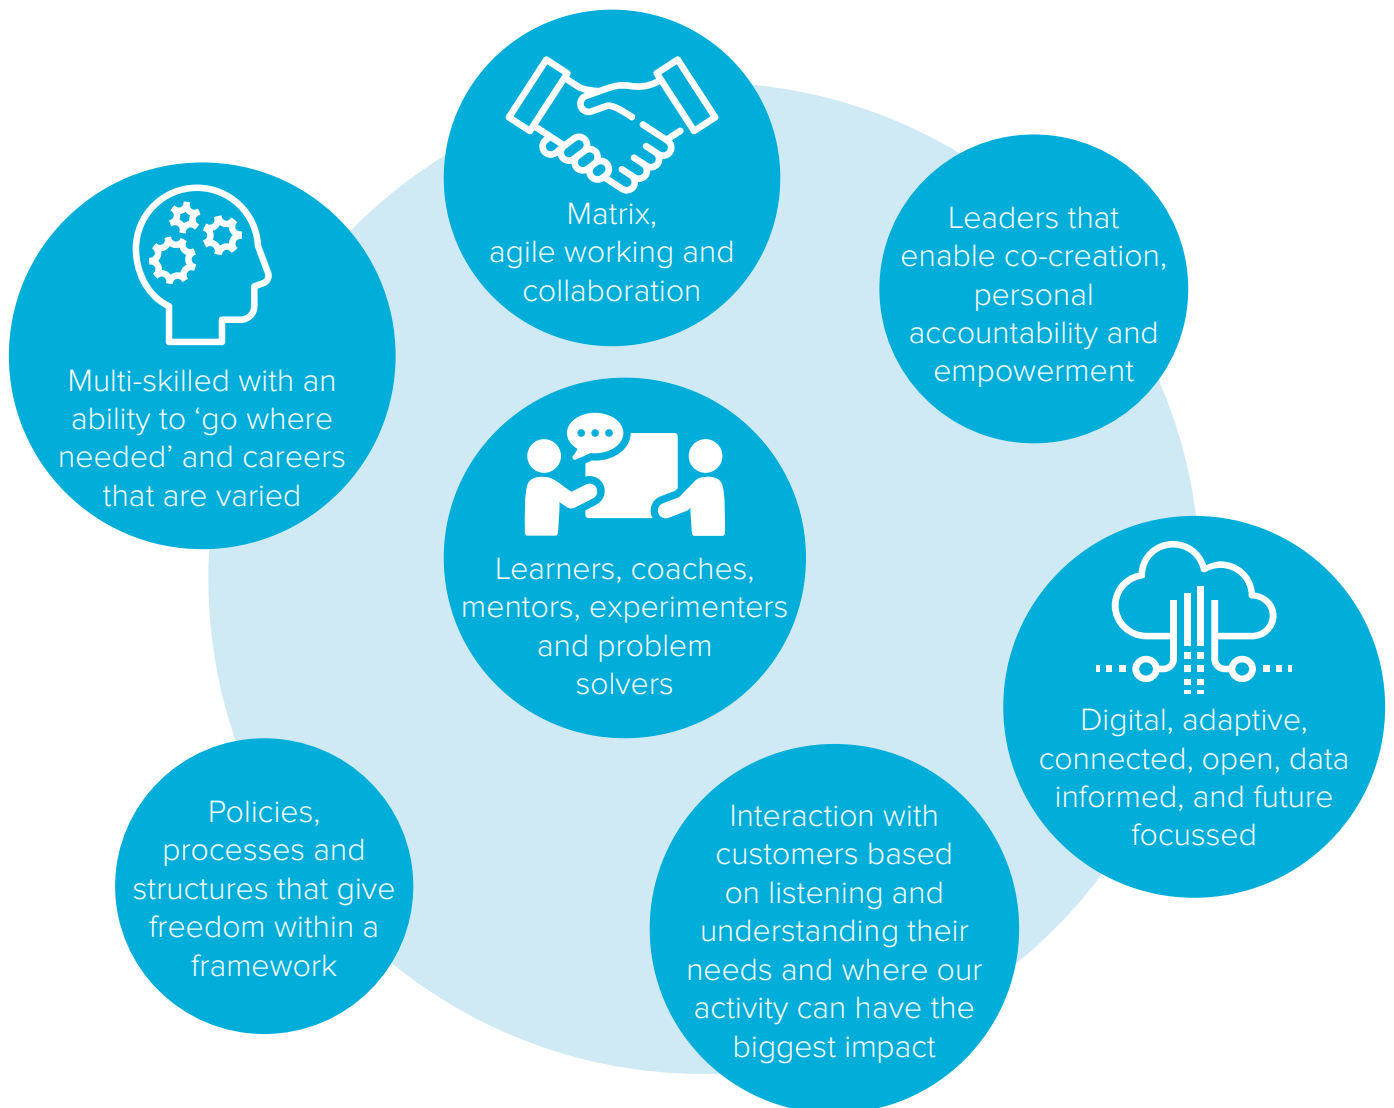 Matrix,
agile working and
collaboration
Leaders that
enable co-creation,
personal
accountability and
empowerment
Multi-skilled with an
ability to ‘go where
needed’ and careers
that are varied
Learners, coaches,
mentors, experimenters
and problem
solvers
Digital, adaptive,
connected, open, data
informed, and future
focussed
Policies,
processes and
structures that give
freedom within a
framework
Interaction with
customers based
on listening and
understanding their
needs and where our
activity can have the
biggest impact